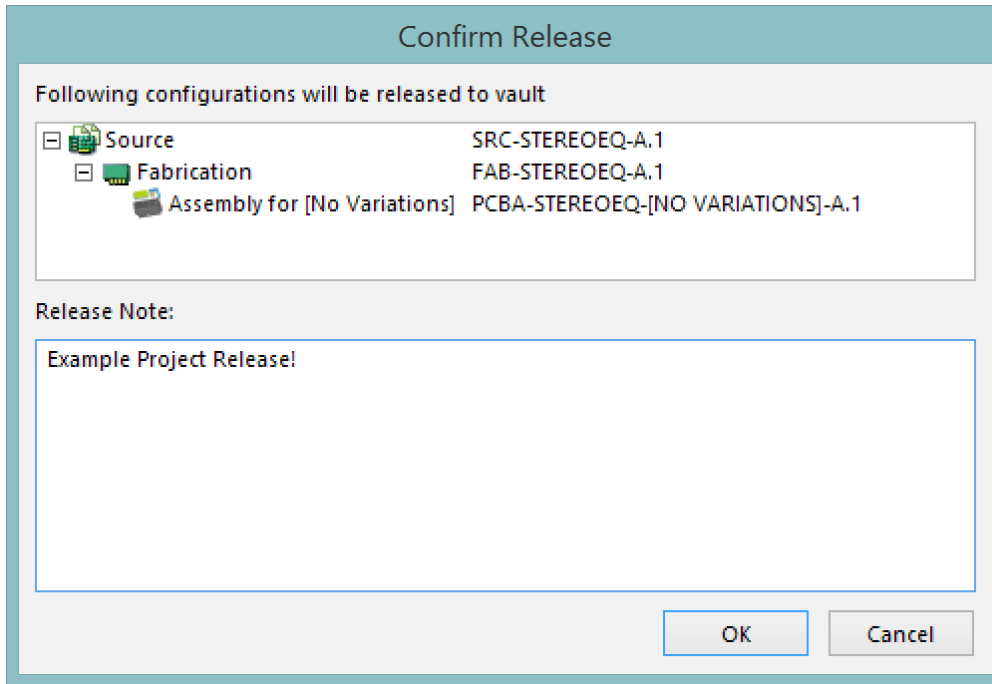 Confirm Release
Following configurations will be released to vault
Source SRC-STEREOEQ-A.1
Fabrication FAB-STEREOEQ-A.1
Assembly for [No Variations] PCBA-STEREOEQ-[NO VARIATIONS]-A.1
Release Note:
Example Project Release!
OK Cancel